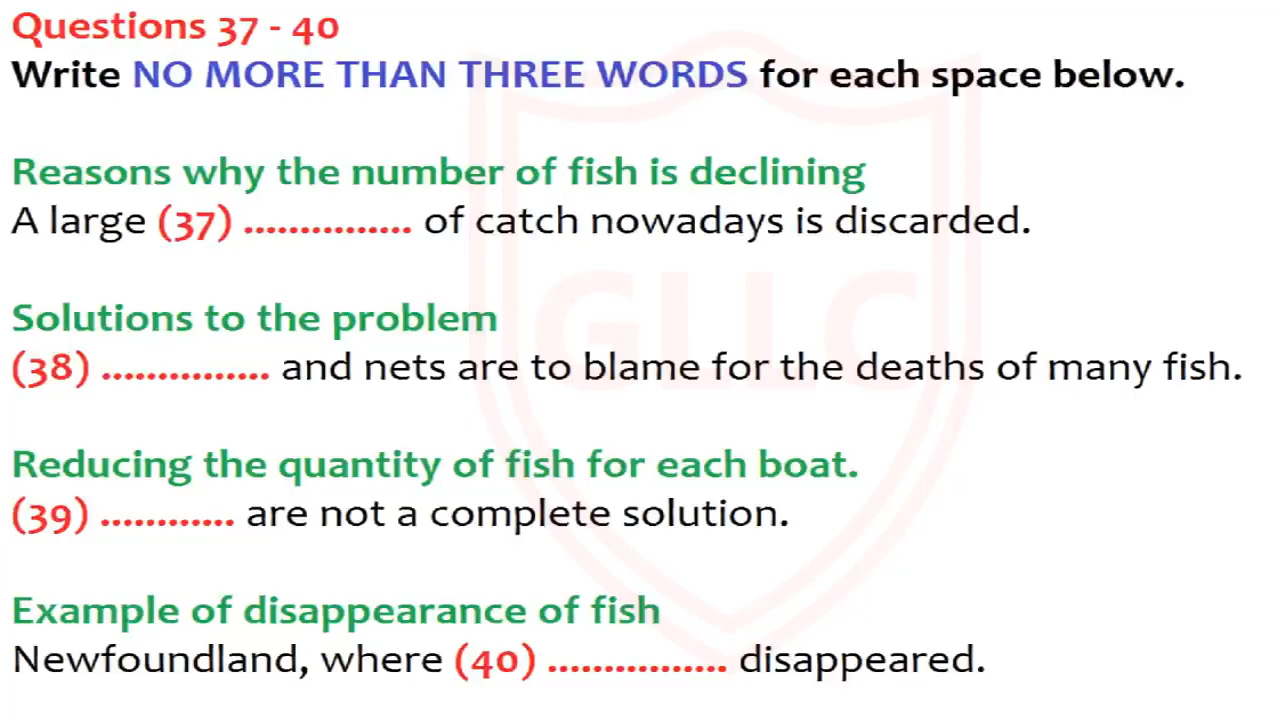 Questions 37 - 40
Write NO MORE THAN THREE WORDS for each space below.
Reasons why the number of fish is declining
A large (37) ............... of catch nowadays is discarded.
Solutions to the problem
(38) ............... and nets are to blame for the deaths of many fish.
Reducing the quantity of fish for each boat.
(39) ............ are not a complete solution.
Example of disappearance of fish
Newfoundland, where (40) ................ disappeared.
GLLC